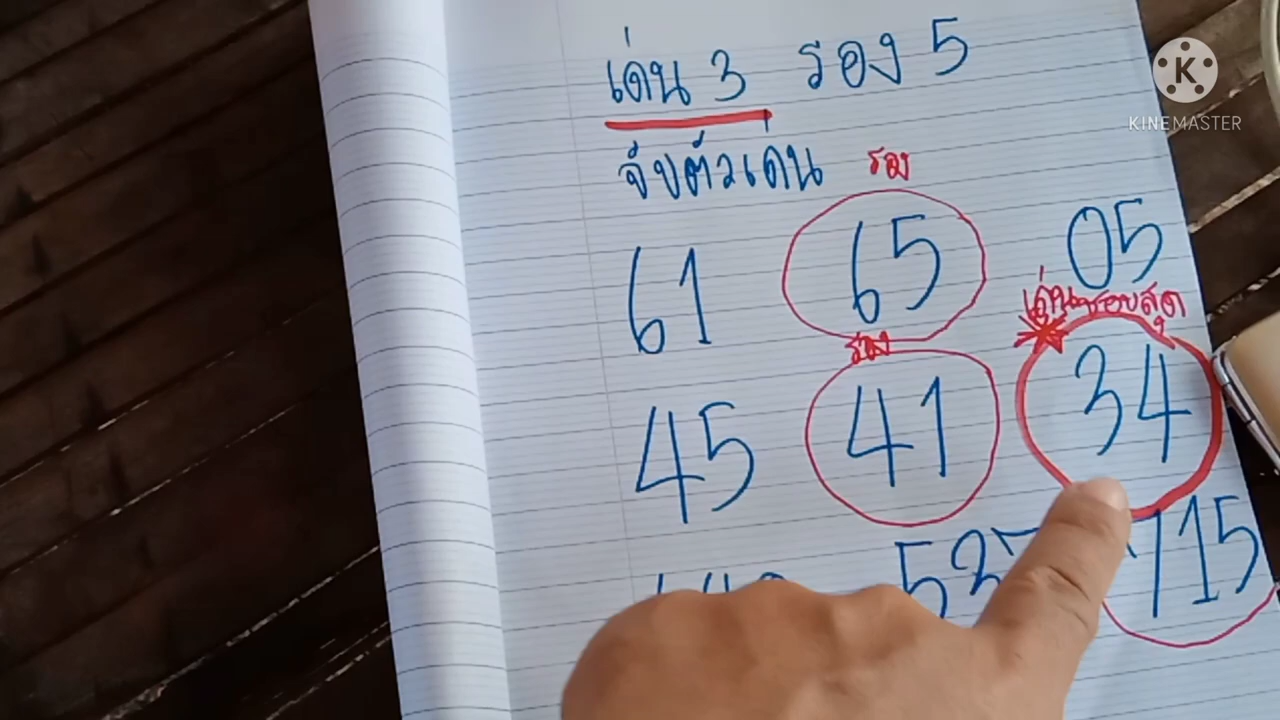 เด่น 3 รอง 5
จับตัวเด่น รอง
61 65 05
รอง เด่นชอบสุด
45 41 34
715
K
KINEMASTER